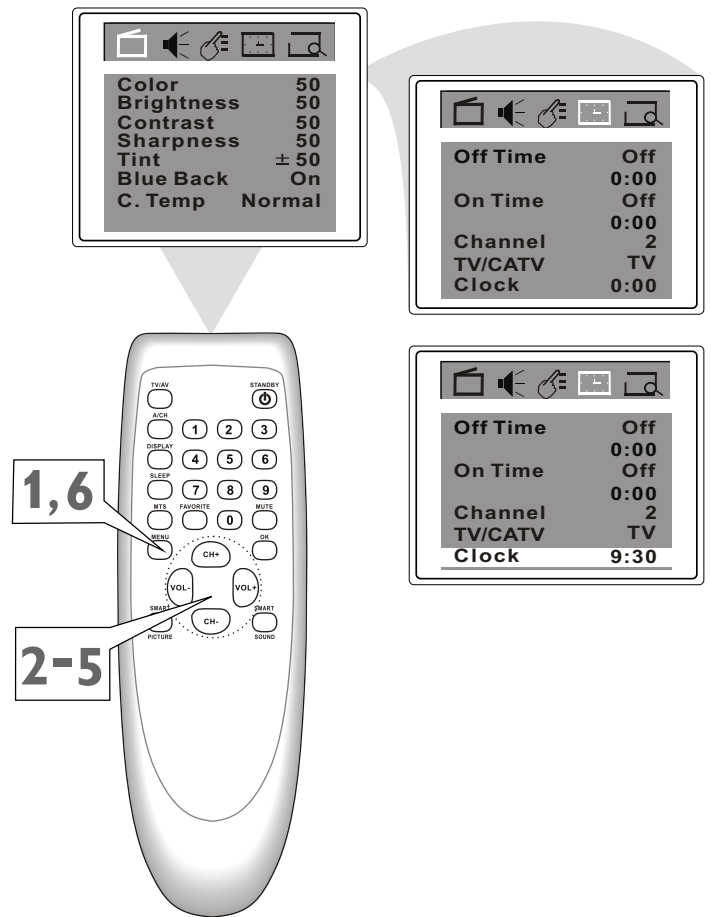 Color 50
Brightness 50
Contrast 50
Sharpness 50
Tint ± 50
Blue Back On
C. Temp Normal
Off Time Off
0:00
On Time Off
0:00
Channel 2
TV/CATV TV
Clock 0:00
Off Time Off
0:00
On Time Off
0:00
Channel 2
TV/CATV TV
Clock 9:30
TV/AV STANDBY
A/CH 1 2 3
DISPLAY 4 5 6
SLEEP 7 8 9
MTS FAVORITE 0 MUTE
MENU CH+ OK
VOL- VOL+
SMART CH- SMART
PICTURE SOUND
1,6
2-5